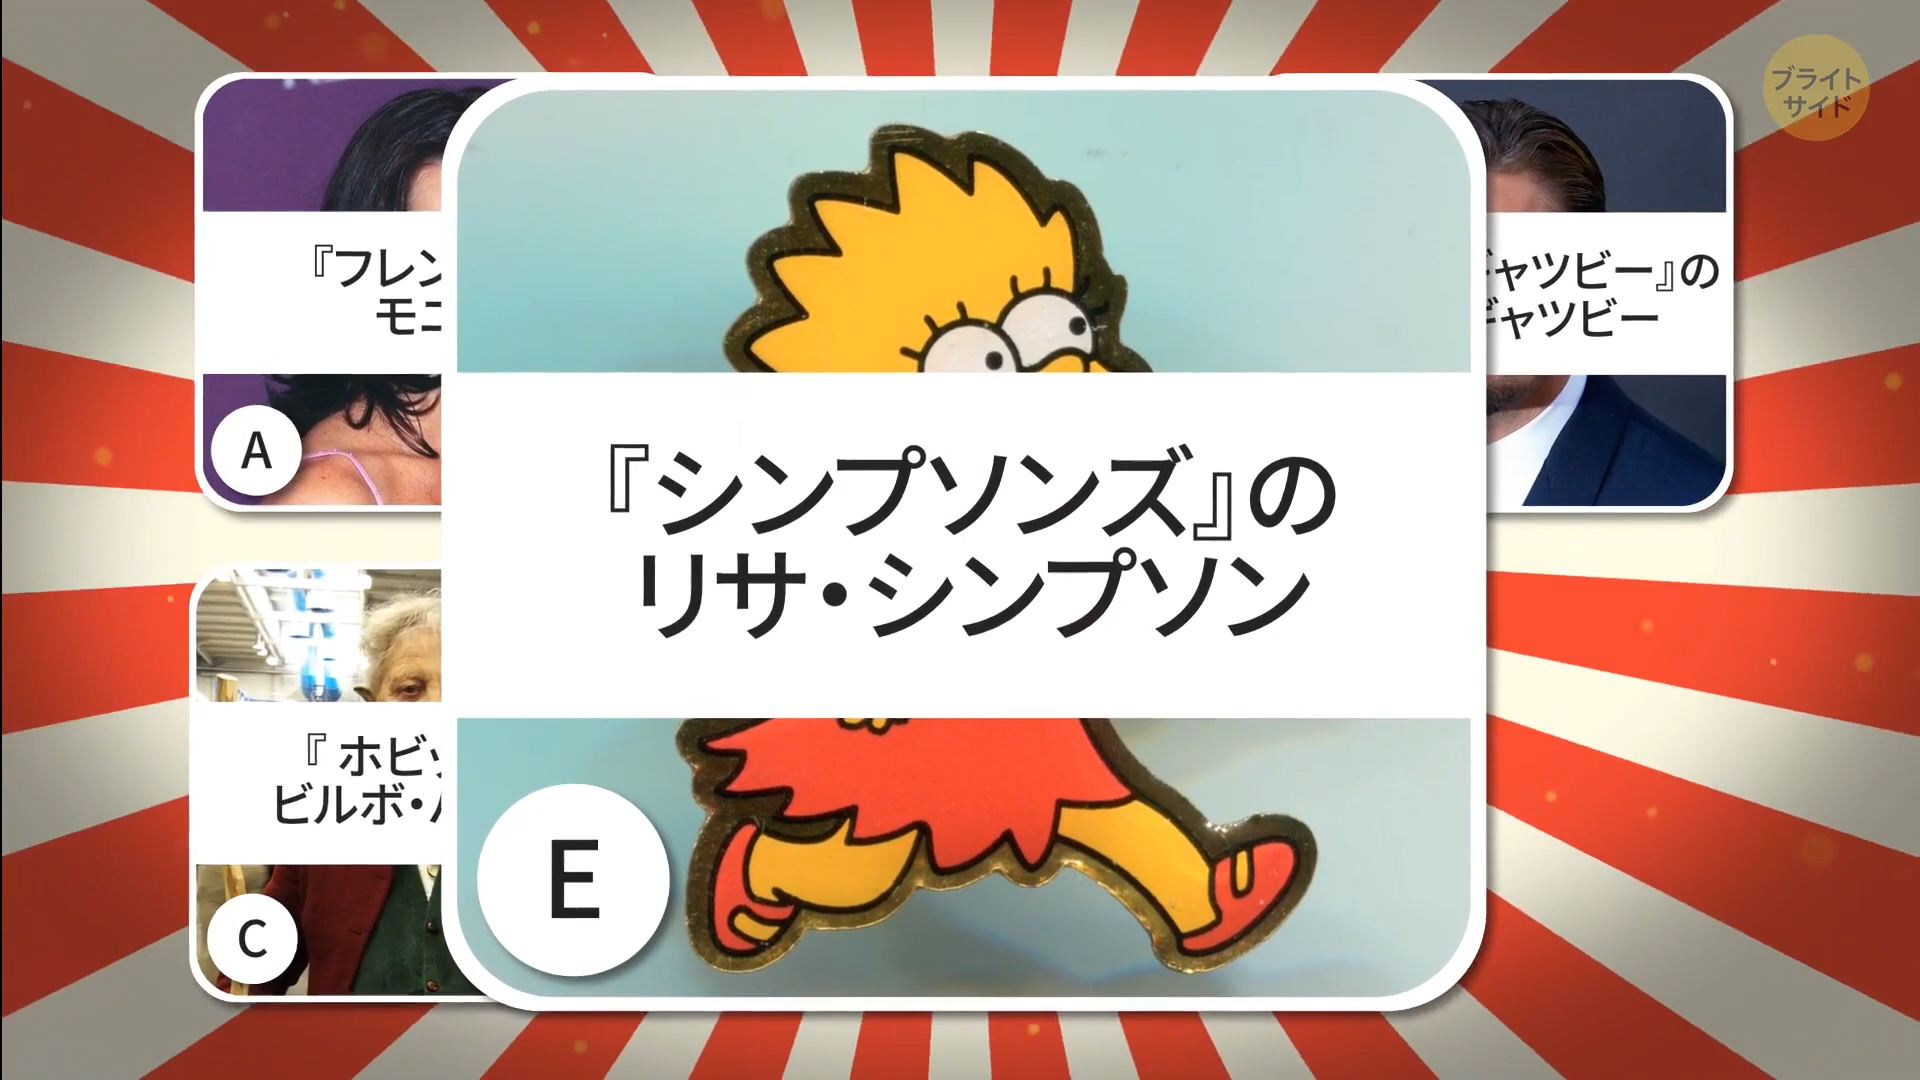 ブライト
サイド
『フレン
モニ
A
ギャツビー』の
ギャツビー
『シンプソンズ』の
リサ・シンプソン
E
『ホビッ
ビルボ・
C